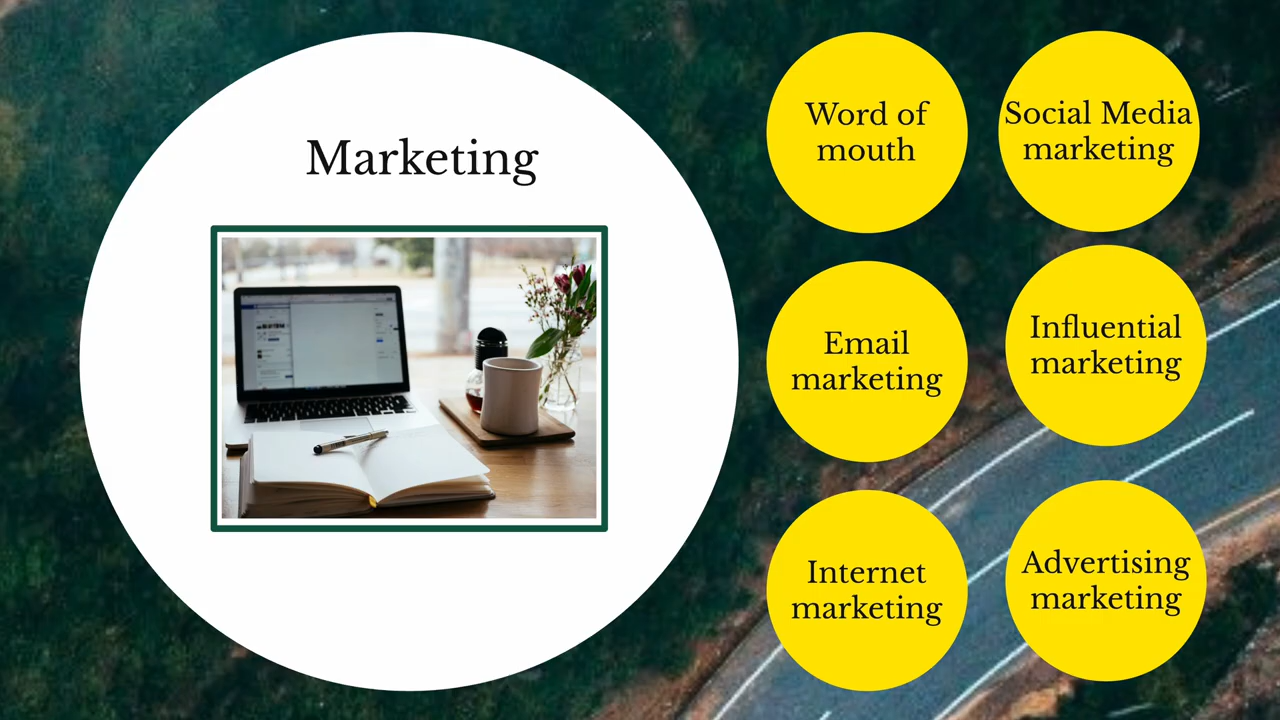 Marketing
Word of
mouth
Social Media
marketing
Email
marketing
Influential
marketing
Internet
marketing
Advertising
marketing